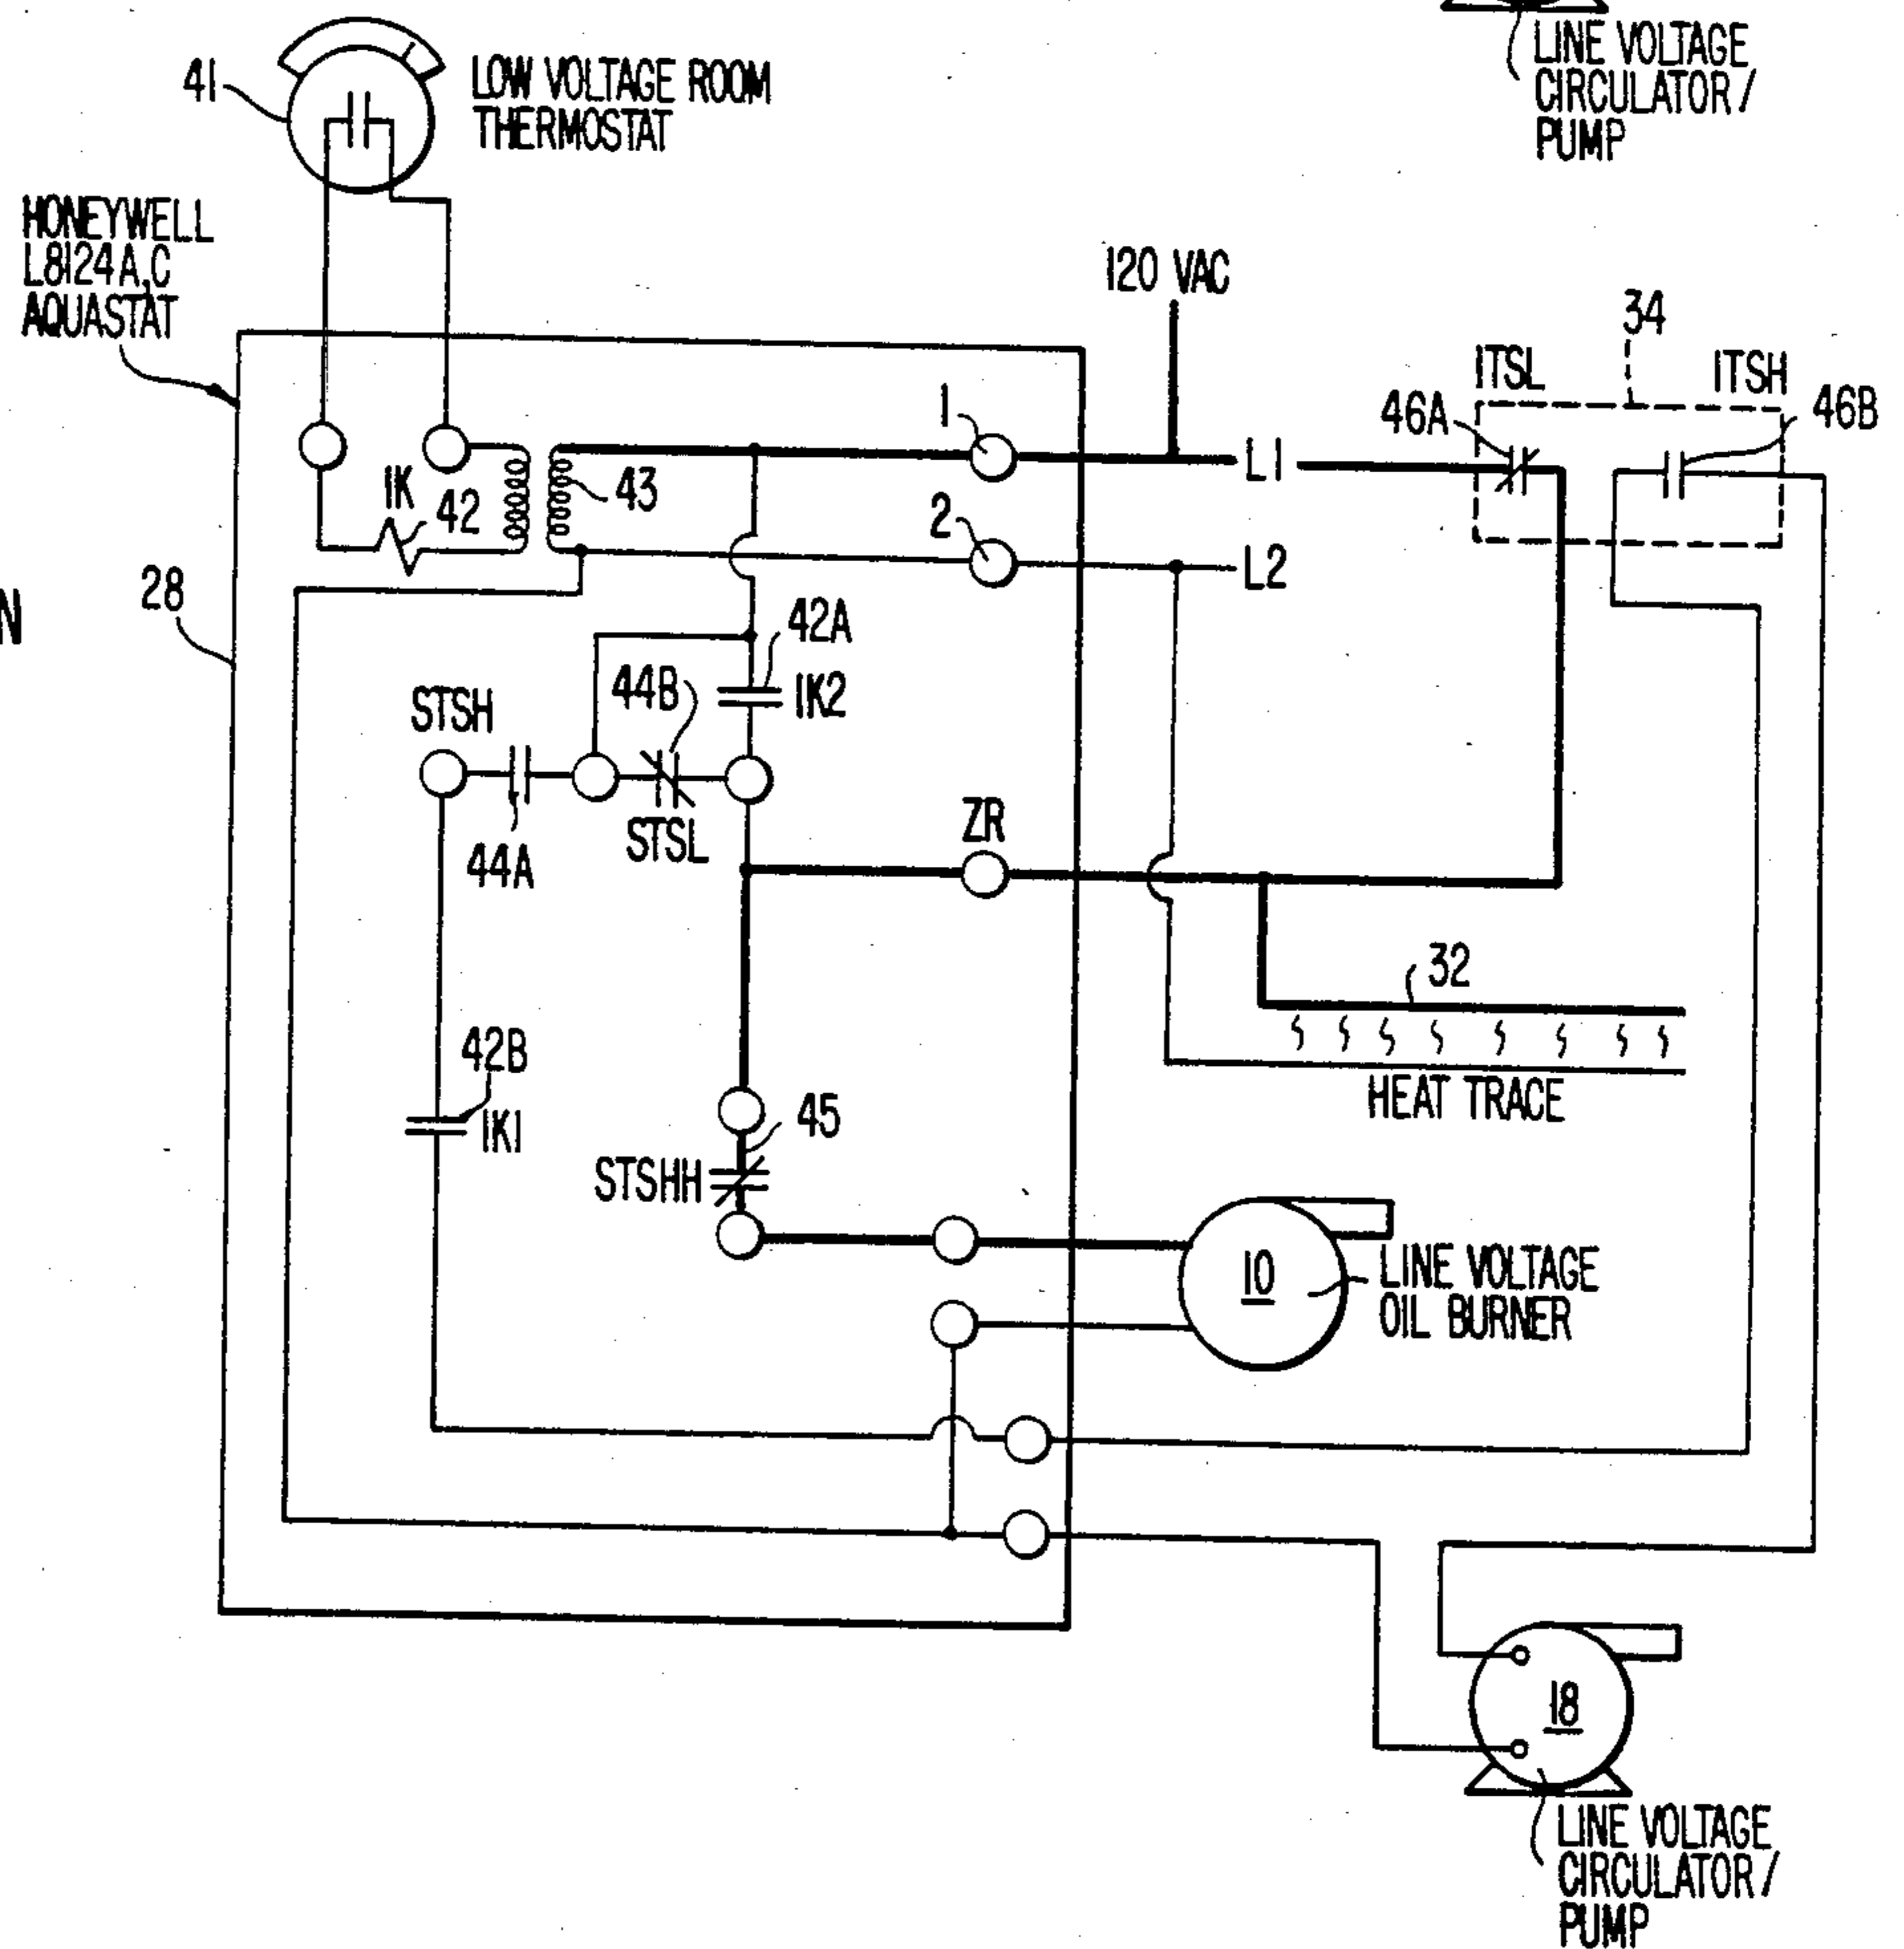 LINE VOLTAGE
CIRCULATOR/
PUMP
41
LOW VOLTAGE ROOM
THERMOSTAT
HONEYWELL
L8124A,C
AQUASTAT
120 VAC
34
ITSL
ITSH
46A
46B
1
L1
1K
42
43
2
L2
N
28
42A
44B
1K2
STSH
STSL
44A
ZR
32
42B
1K1
HEAT TRACE
45
STSHH
10
LINE VOLTAGE
OIL BURNER
18
LINE VOLTAGE
CIRCULATOR/
PUMP